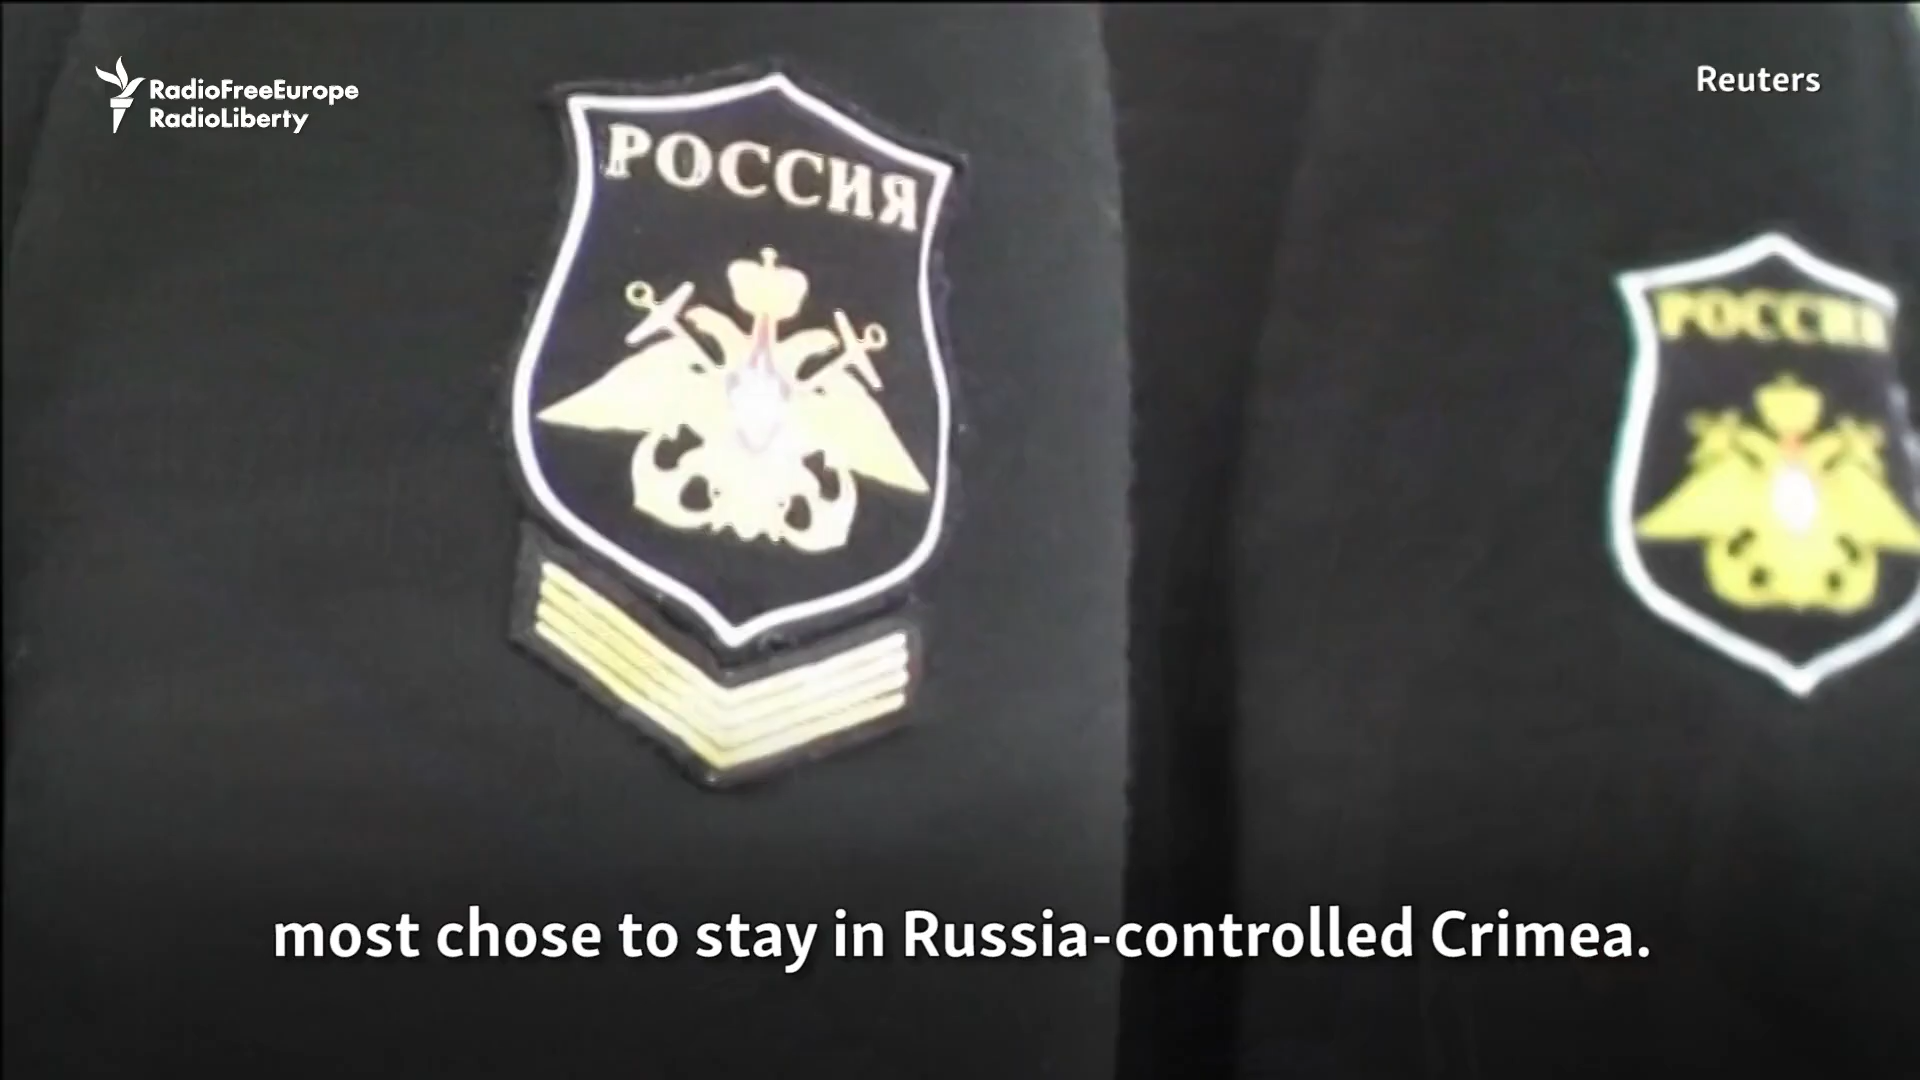 RadioFreeEurope
RadioLiberty
Reuters
РОССИЯ
РОССИЯ
most chose to stay in Russia-controlled Crimea.